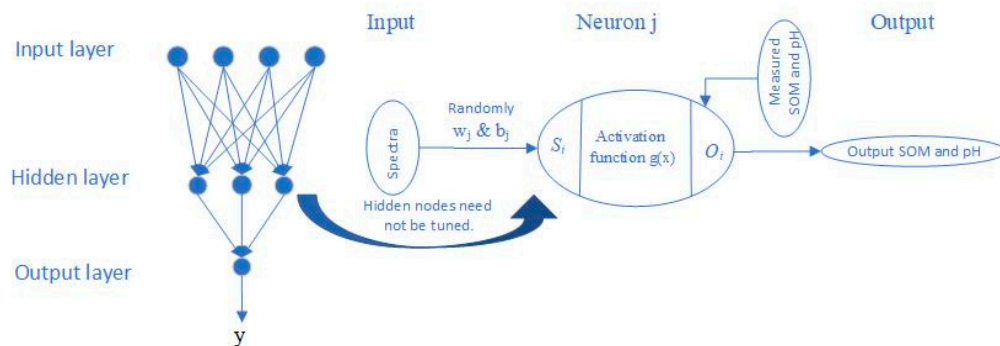 Input
Neuron j
Output
Input layer
Hidden layer
Output layer
y
Spectra
Randomly
wj & bj
Hidden nodes need
not be tuned.
Si
Activation
function g(x)
Oi
Measured
SOM and pH
Output SOM and pH